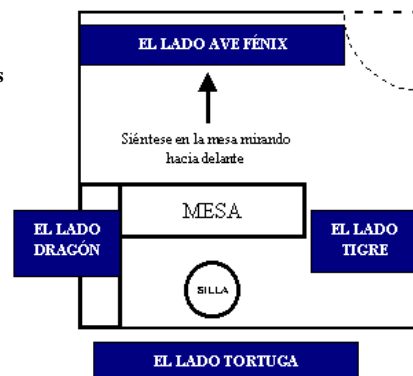 EL LADO AVE FÉNIX
s
Siéntese en la mesa mirando
hacia delante
MESA
EL LADO
DRAGÓN
EL LADO
TIGRE
SILLA
EL LADO TORTUGA